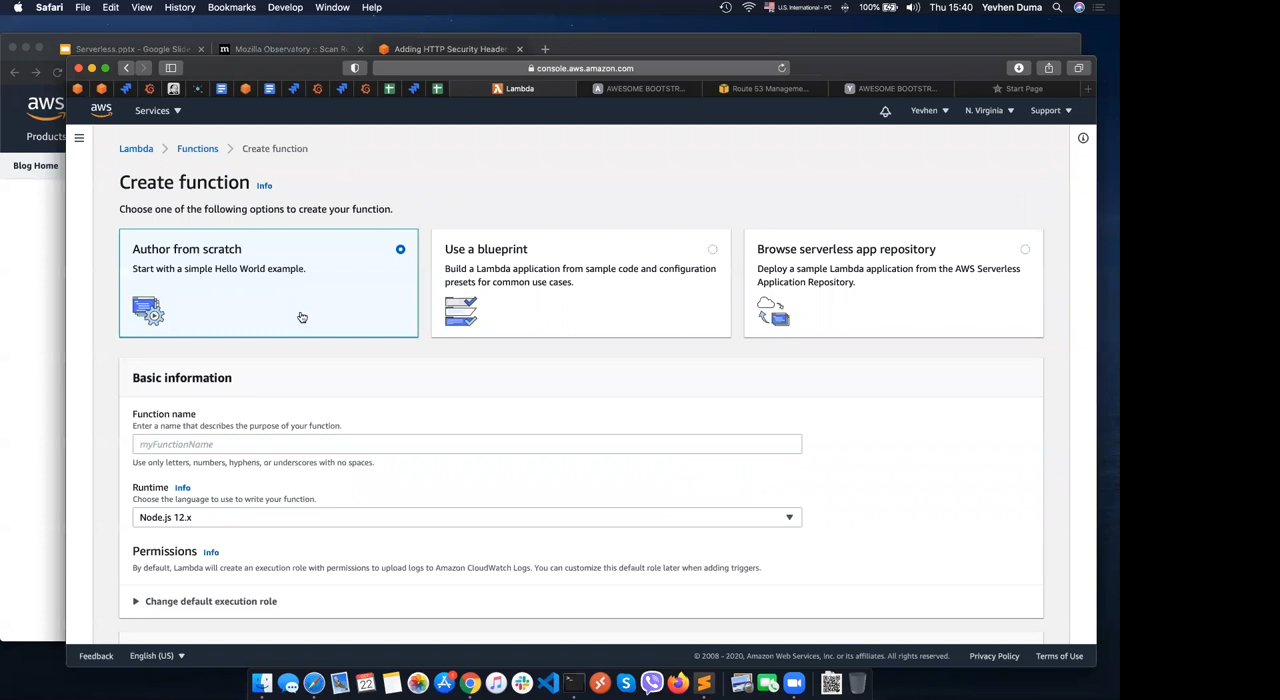 Safari File Edit View History Bookmarks Develop Window Help U.S. International - PC 100% Thu 15:40 Yevhen Duma
Serverless.pptx - Google Slide
Mozilla Observatory :: Scan R
Adding HTTP Security Header
console.aws.amazon.com
Lambda
AWESOME BOOTSTR...
Route 53 Manageme...
AWESOME BOOTSTR...
Start Page
aws
Products
Blog Home
aws Services Yevhen N. Virginia Support
Lambda > Functions > Create function
Create function Info
Choose one of the following options to create your function.
Author from scratch
Start with a simple Hello World example.
Use a blueprint
Build a Lambda application from sample code and configuration
presets for common use cases.
Browse serverless app repository
Deploy a sample Lambda application from the AWS Serverless
Application Repository.
Basic information
Function name
Enter a name that describes the purpose of your function.
myFunctionName
Use only letters, numbers, hyphens, or underscores with no spaces.
Runtime Info
Choose the language to use to write your function.
Node.js 12.x
Permissions Info
By default, Lambda will create an execution role with permissions to upload logs to Amazon CloudWatch Logs. You can customize this default role later when adding triggers.
Change default execution role
Feedback English (US) © 2008 - 2020, Amazon Web Services, Inc. or its affiliates. All rights reserved. Privacy Policy Terms of Use
22